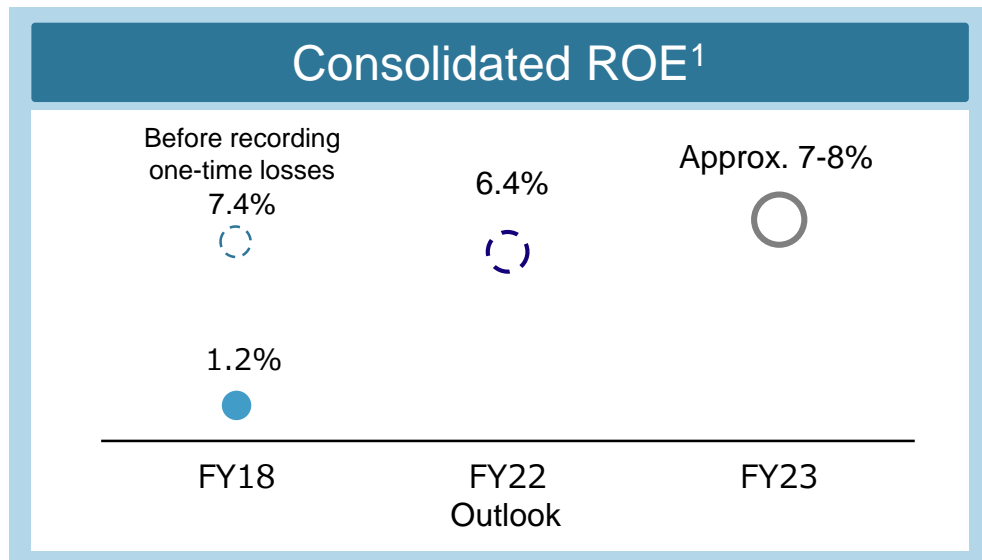 Consolidated ROE1
Before recording
one-time losses
7.4%
6.4%
Approx. 7-8%
1.2%
FY18
FY22
Outlook
FY23